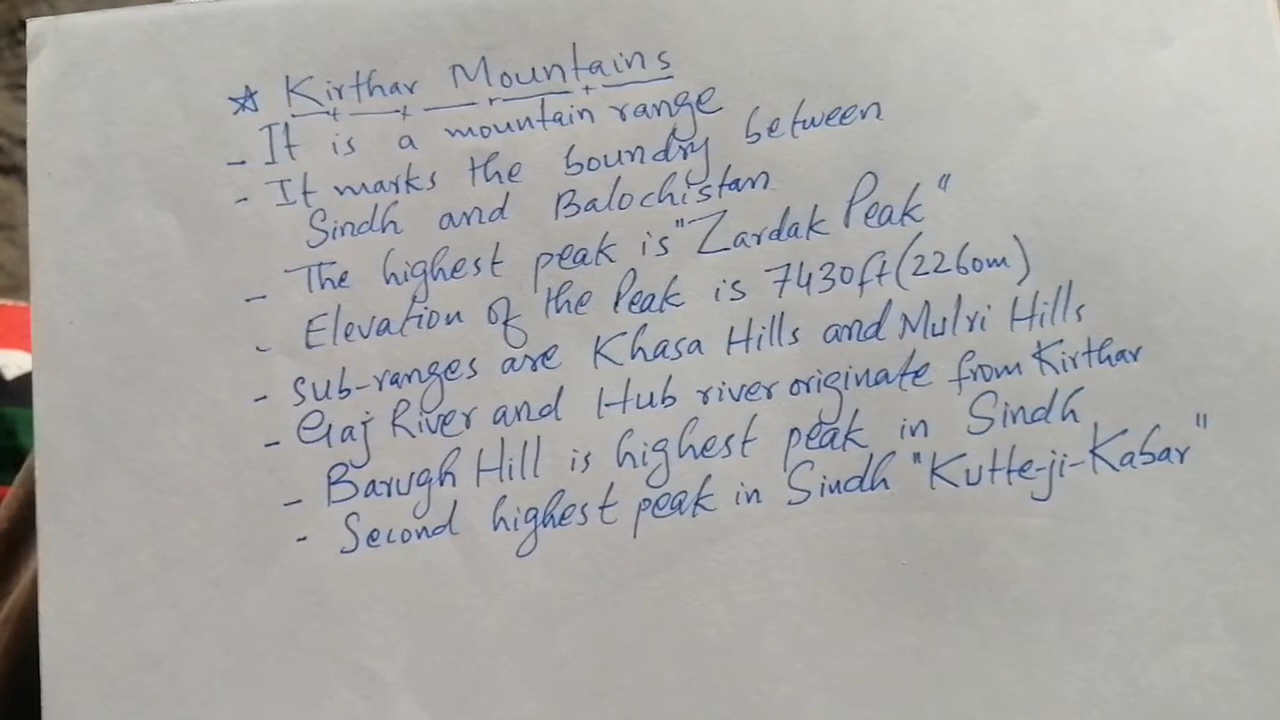 ☆ Kirthar Mountains
- It is a mountain range
- It marks the boundry between
Sindh and Balochistan
- The highest peak is "Zardak Peak"
- Elevation of the Peak is 7430ft (2260m)
- Sub-ranges are Khasa Hills and Mulri Hills
- Gaj River and Hub river originate from Kirthar
- Barugh Hill is highest peak in Sindh
- Second highest peak in Sindh "Kutte-ji-Kabar"